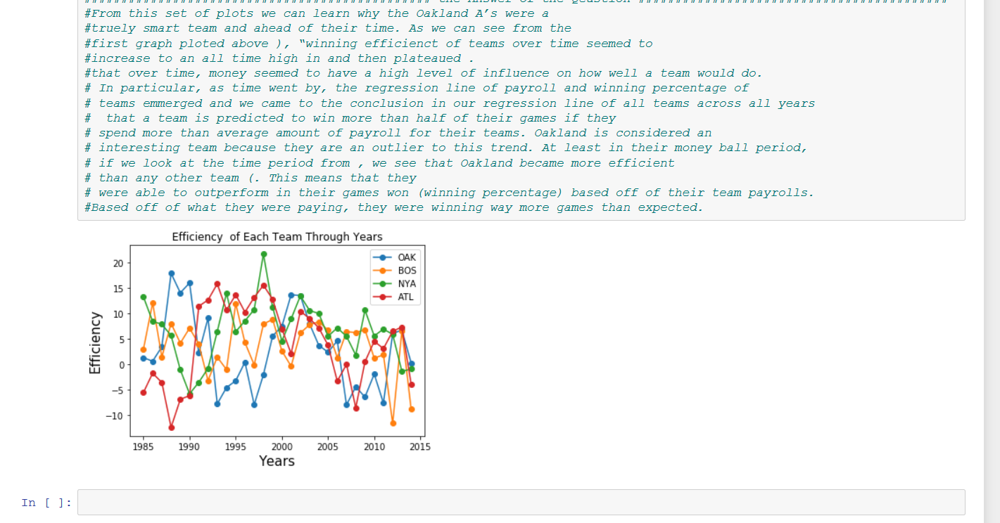 ########################################### the Answer of the Question ##########################################
#From this set of plots we can learn why the Oakland A’s were a
#truely smart team and ahead of their time. As we can see from the
#first graph ploted above ), “winning efficienct of teams over time seemed to
#increase to an all time high in and then plateaued .
#that over time, money seemed to have a high level of influence on how well a team would do.
# In particular, as time went by, the regression line of payroll and winning percentage of
# teams emmerged and we came to the conclusion in our regression line of all teams across all years
#  that a team is predicted to win more than half of their games if they
# spend more than average amount of payroll for their teams. Oakland is considered an
# interesting team because they are an outlier to this trend. At least in their money ball period,
# if we look at the time period from , we see that Oakland became more efficient
# than any other team (. This means that they
# were able to outperform in their games won (winning percentage) based off of their team payrolls.
#Based off of what they were paying, they were winning way more games than expected.
Efficiency  of Each Team Through Years
OAK
BOS
NYA
ATL
Efficiency
20
15
10
5
0
−5
−10
1985 1990 1995 2000 2005 2010 2015
Years
In [ ]: